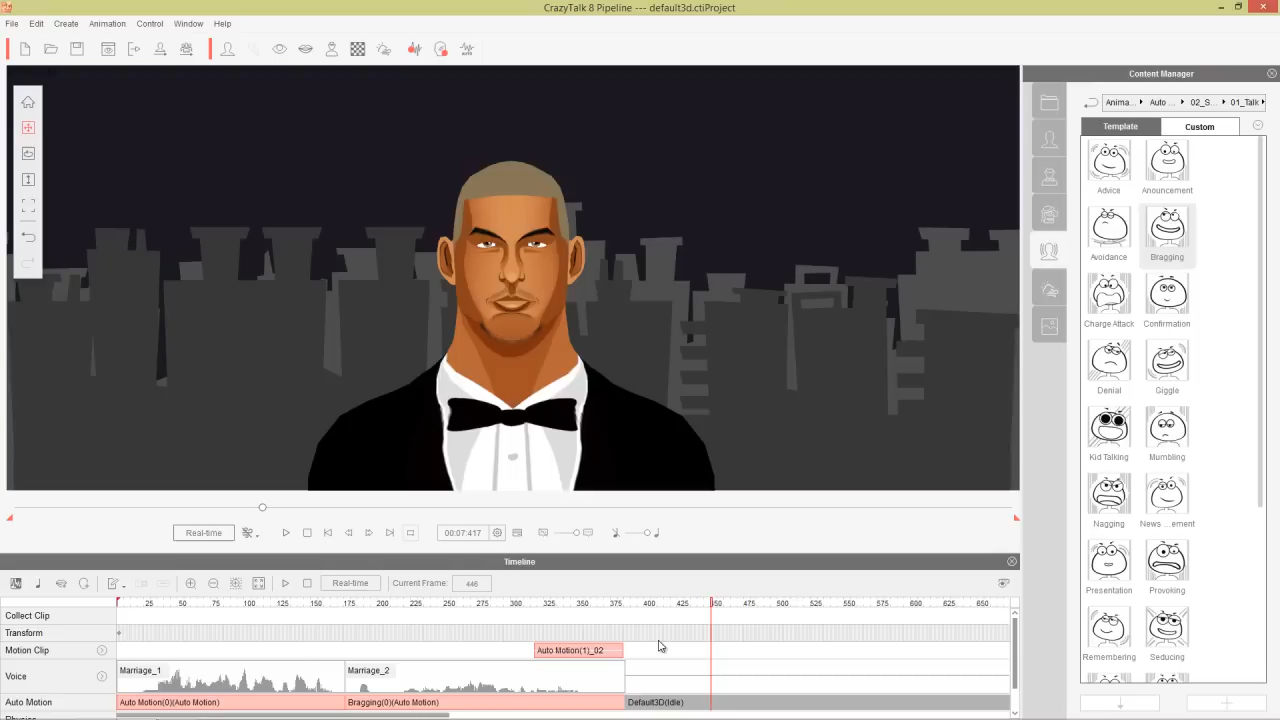 CrazyTalk 8 Pipeline --- default3d.ctiProject
File Edit Create Animation Control Window Help
Content Manager
Anima... Auto ... 02_S... 01_Talk
Template Custom
Advice Anouncement
Avoidance Bragging
Charge Attack Confirmation
Denial Giggle
Kid Talking Mumbling
Nagging News ...ement
Presentation Provoking
Remembering Seducing
Real-time 00:07:417
Timeline
Real-time Current Frame: 446
25 50 75 100 125 150 175 200 225 250 275 300 325 350 375 400 425 450 475 500 525 550 575 600 625 650
Collect Clip
Transform
Motion Clip Auto Motion(1)_02
Voice Marriage_1 Marriage_2
Auto Motion Auto Motion(0)(Auto Motion) Bragging(0)(Auto Motion) Default3D(Idle)